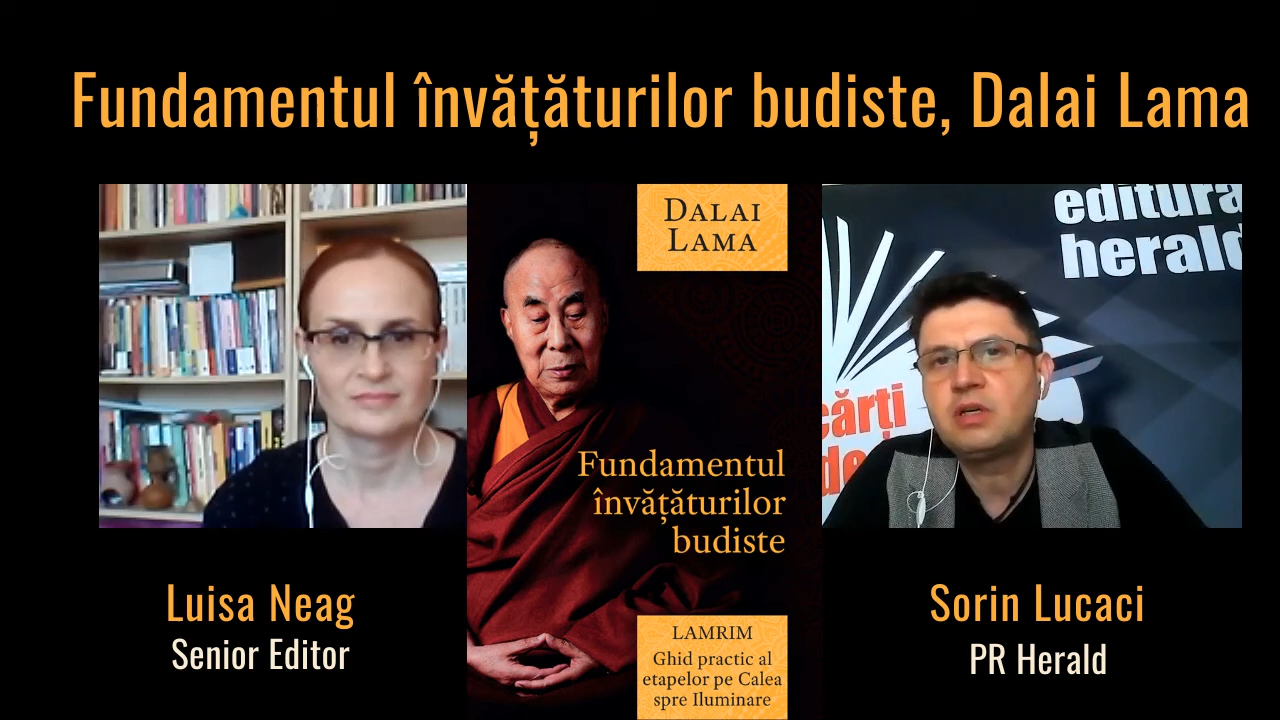 Fundamentul învățăturilor budiste, Dalai Lama
DALAI
LAMA
Fundamentul
învățăturilor
budiste
LAMRIM
Ghid practic al
etapelor pe Calea
spre Iluminare
editura
herald
cărți
de
Luisa Neag
Senior Editor
Sorin Lucaci
PR Herald